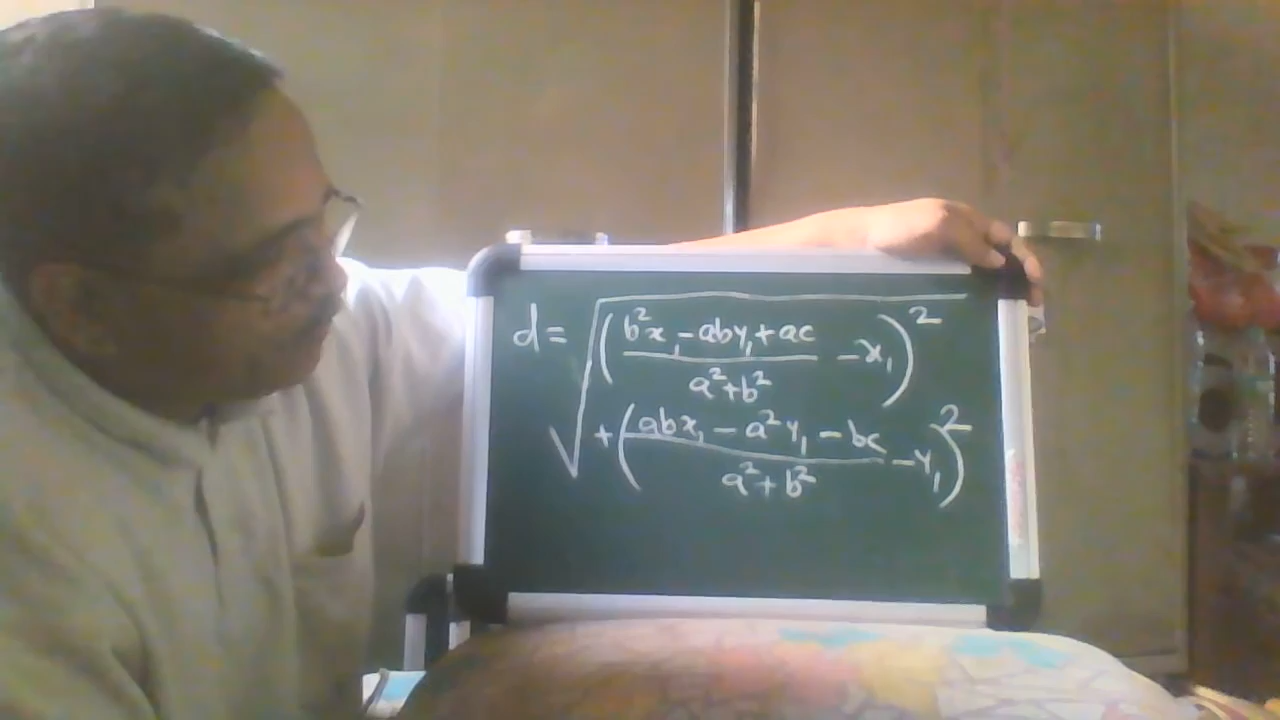 d = √( (b²x₁ - aby₁ + ac)/(a² + b²) - x₁ )²
+ ( (abx₁ - a²y₁ - bc)/(a² + b²) - y₁ )²